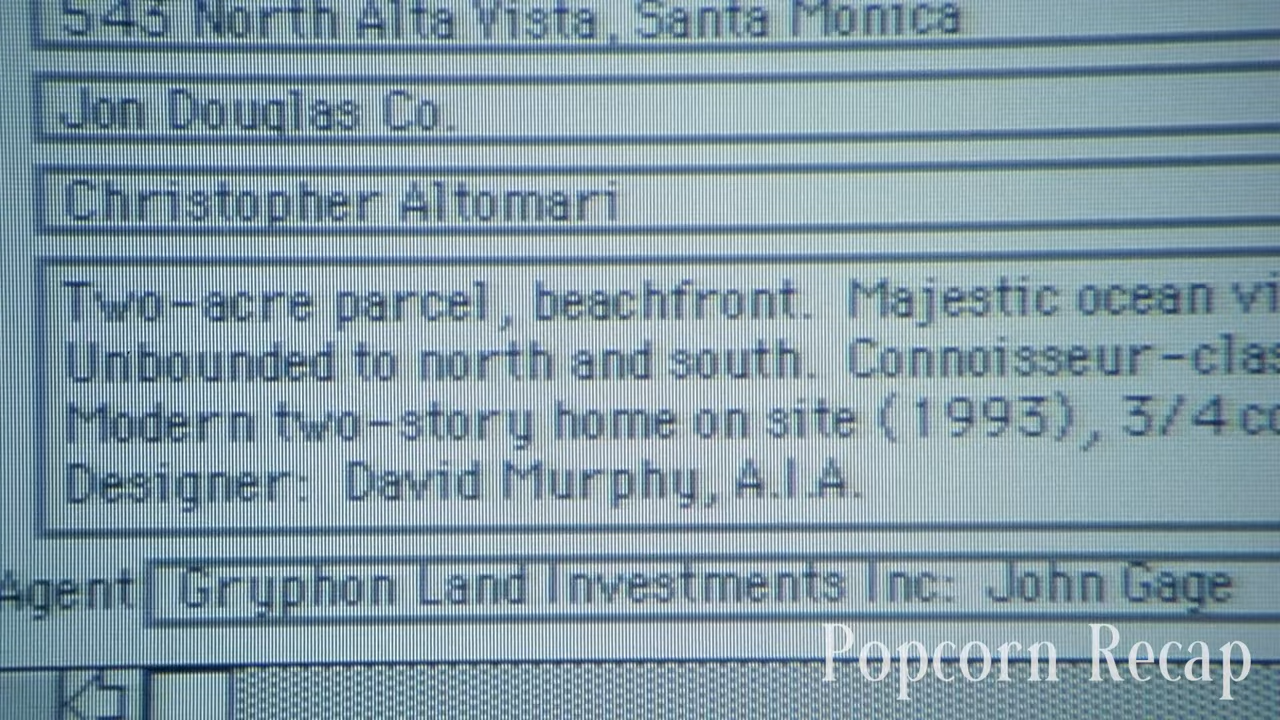 543 North Alta Vista, Santa Monica
Jon Douglas Co.
Christopher Altomari
Two-acre parcel, beachfront. Majestic ocean vi
Unbounded to north and south. Connoisseur-clas
Modern two-story home on site (1993), 3/4 co
Designer: David Murphy, A.I.A.
Agent Gryphon Land Investments Inc: John Gage
Popcorn Recap